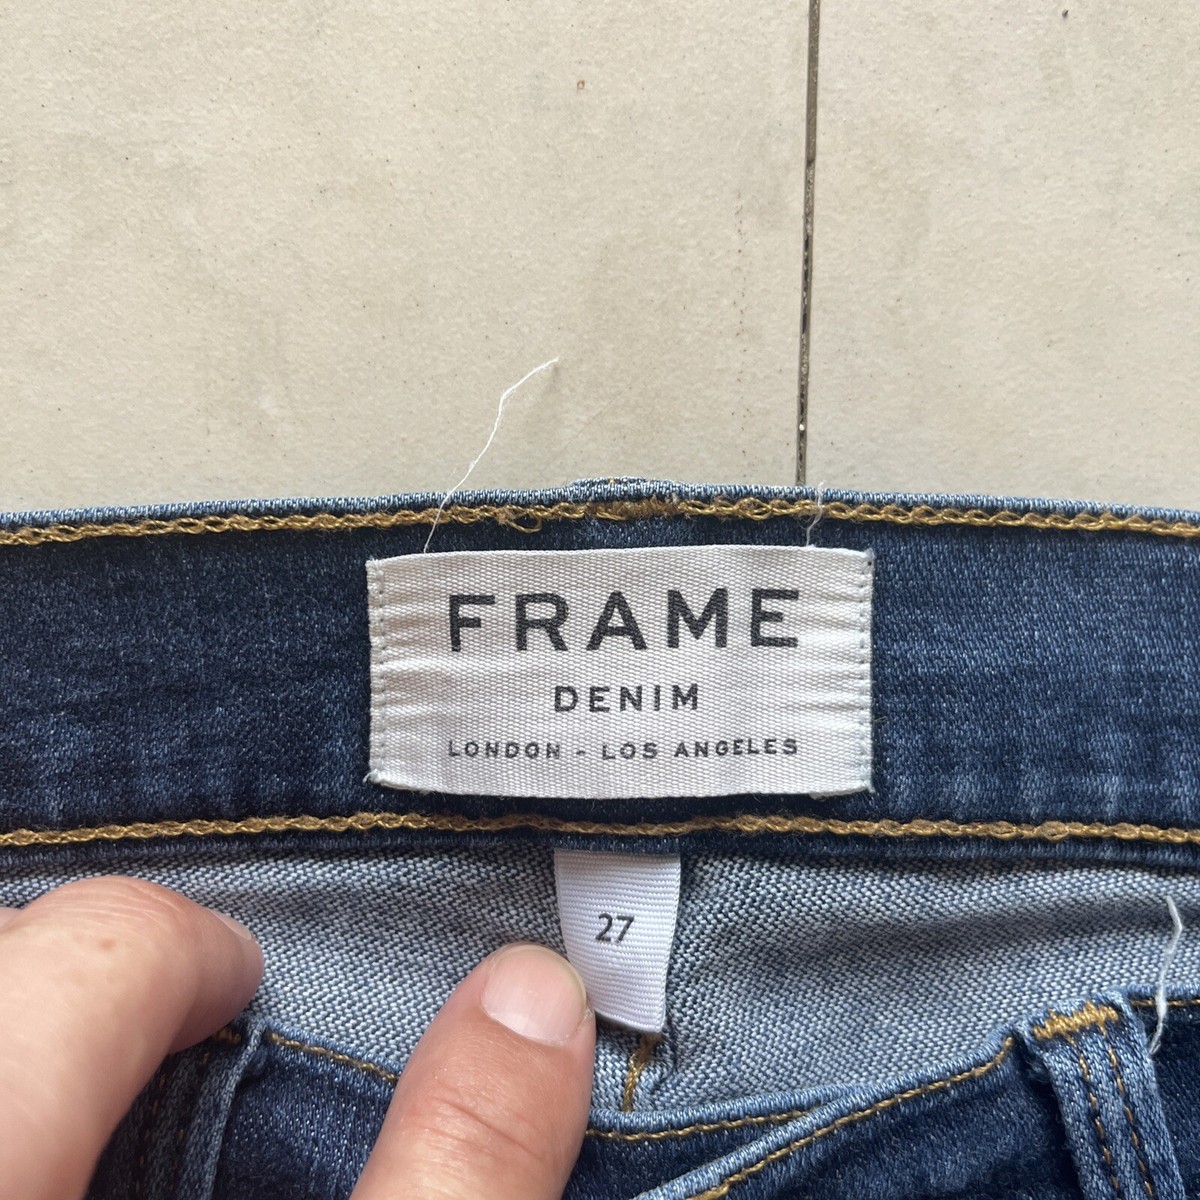 FRAME
DENIM
LONDON - LOS ANGELES
27